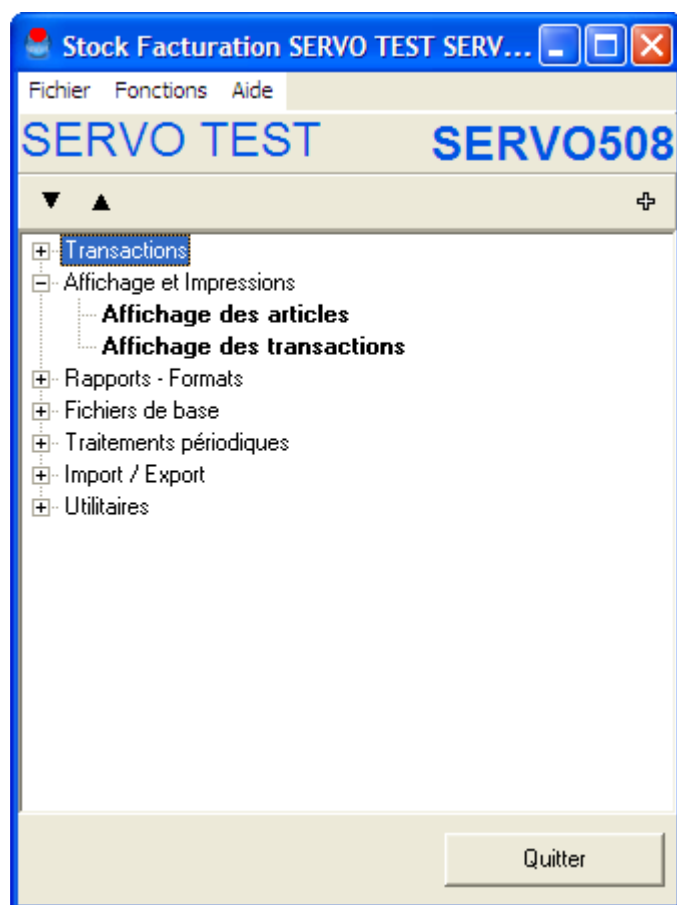 Stock Facturation SERVO TEST SERV...
Fichier Fonctions Aide
SERVO TEST SERVO508
Transactions
Affichage et Impressions
Affichage des articles
Affichage des transactions
Rapports - Formats
Fichiers de base
Traitements périodiques
Import / Export
Utilitaires
Quitter